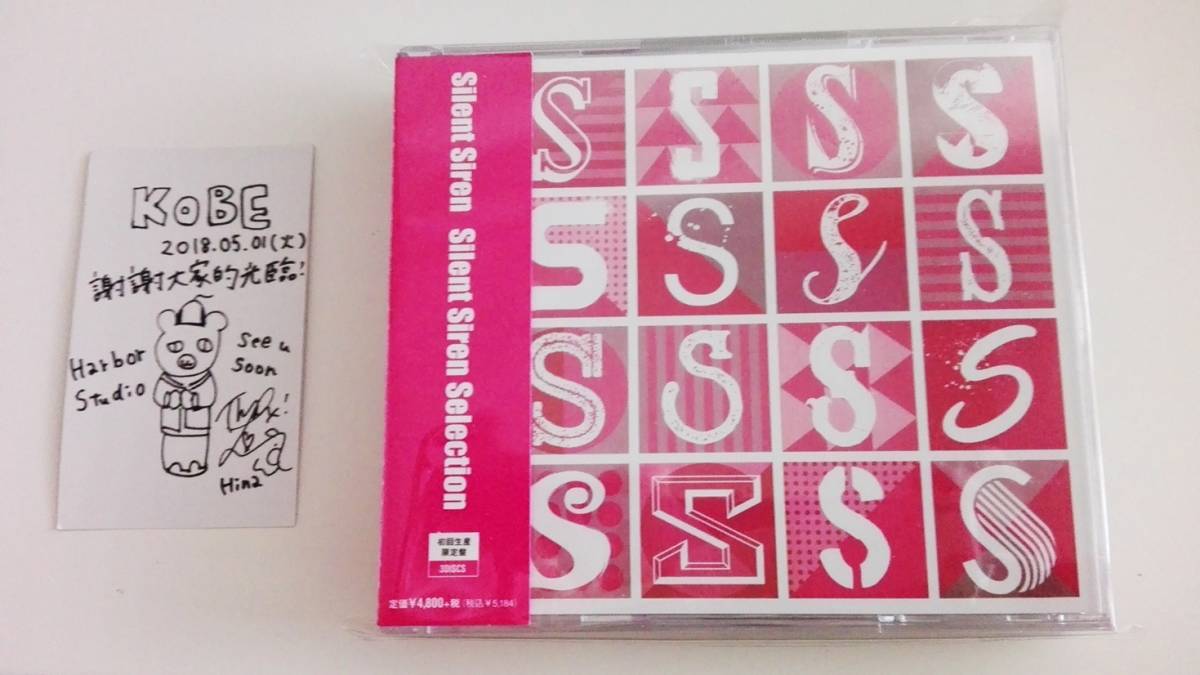 KOBE
2018.05.01(火)
謝謝大家的光臨!
Harbor
Studio
See u
Soon
Thank!
Hina
Silent Siren Silent Siren Selection
初回生産
限定盤
3DISCS
定価¥4,800+税(税込¥5,184)
S S S S
S S S S
S S S S
S S S S